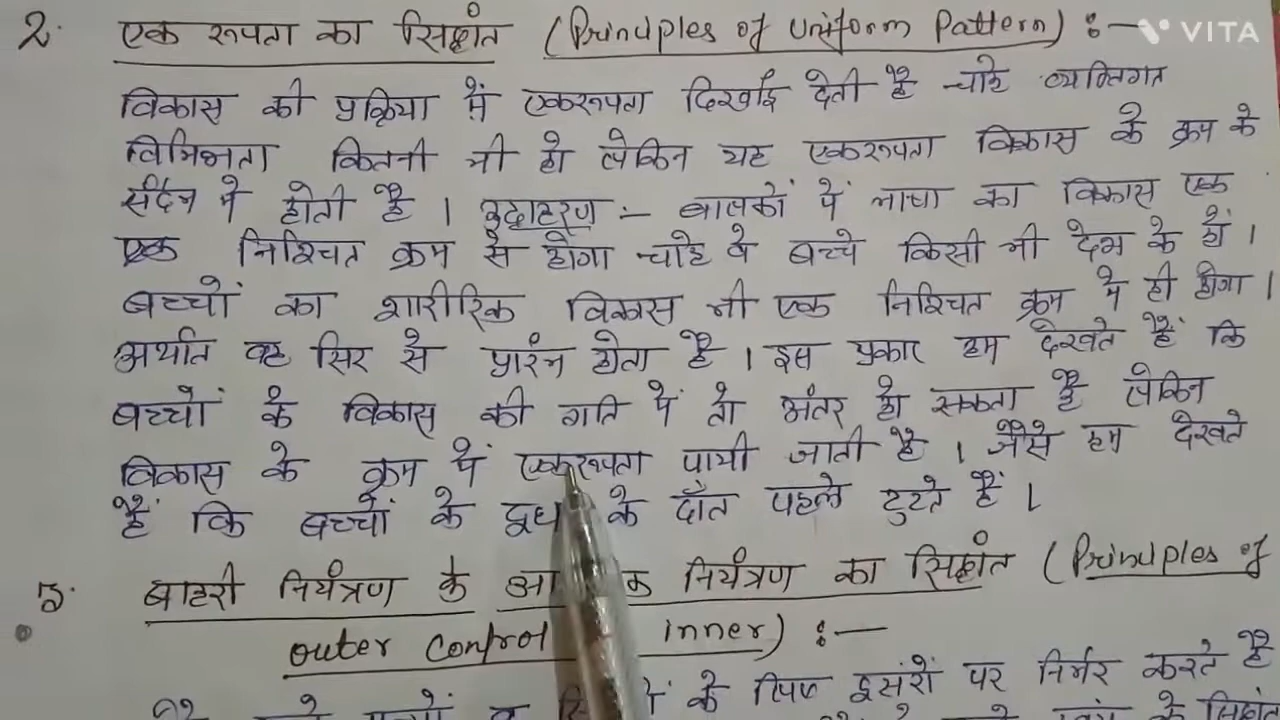 2. एक रूपता का सिद्धांत (Principles of uniform Pattern) :—
VITA
विकास की प्रक्रिया में एकरूपता दिखाई देती है चाहे व्यक्तिगत
विभिन्नता कितनी भी हो लेकिन यह एकरूपता विकास के क्रम के
संर्दभ में होती है । उदाहरण :- बालकों में भाषा का विकास एक
एक निश्चित क्रम से होगा चाहे वे बच्चे किसी भी देश के हों ।
बच्चों का शारीरिक विकास भी एक निश्चित क्रम में ही होगा ।
अर्थात वह सिर से प्रारंभ होता है । इस प्रकार हम देखते हैं कि
बच्चों के विकास की गति में तो अंतर हो सकता है लेकिन
विकास के क्रम में एकरूपता पायी जाती है । जैसे हम देखते
हैं कि बच्चों के दूध के दाँत पहले टुटते हैं ।
3. बाहरी नियंत्रण के नियंत्रण का सिद्धांत (Principles of
outer control inner) :—
के लिए दूसरों पर निर्भर करते है